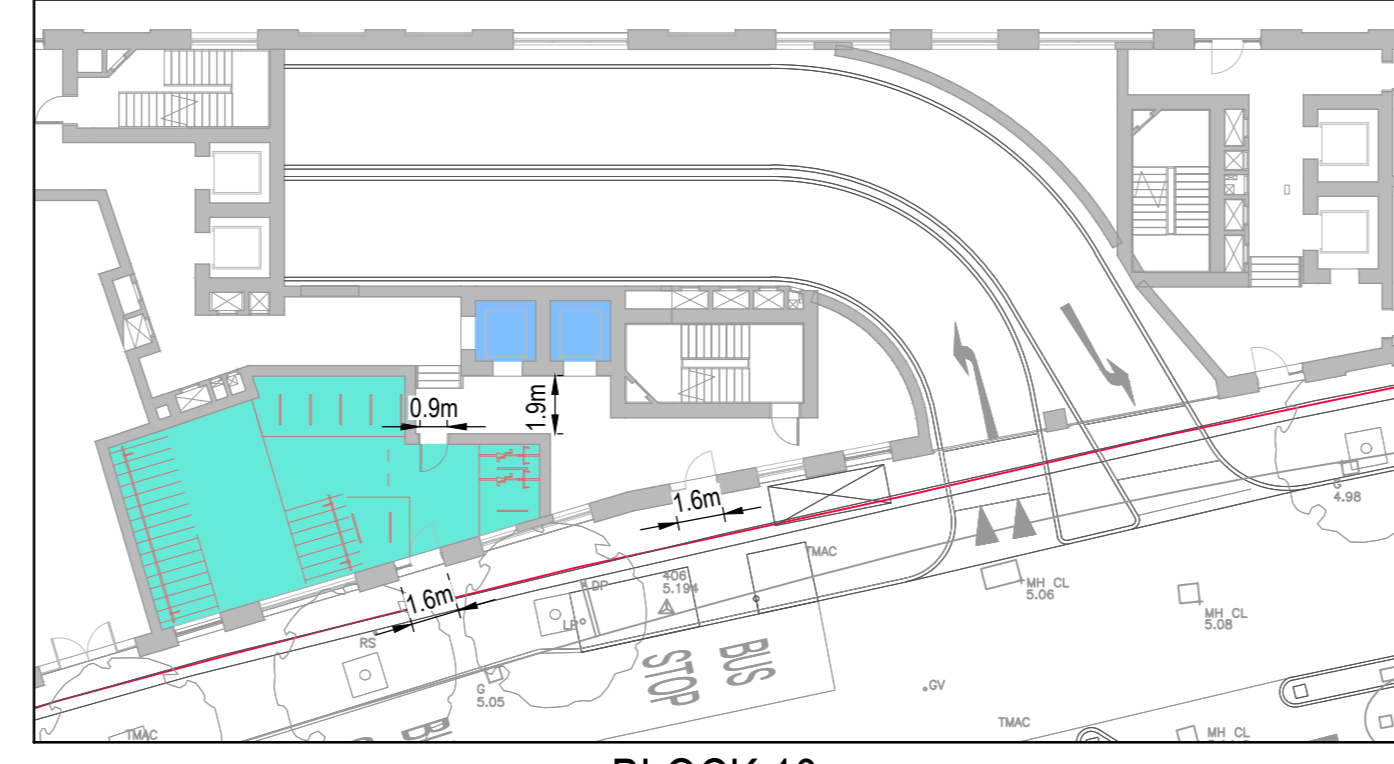 0.9m
1.9m
1.6m
G
4.98
TMAC
406
5.194
DP
MH CL
5.06
1.6m
LP
MH CL
5.08
RS
BUS
STOP
G
5.05
GV
TMAC
TMAC
MH CL